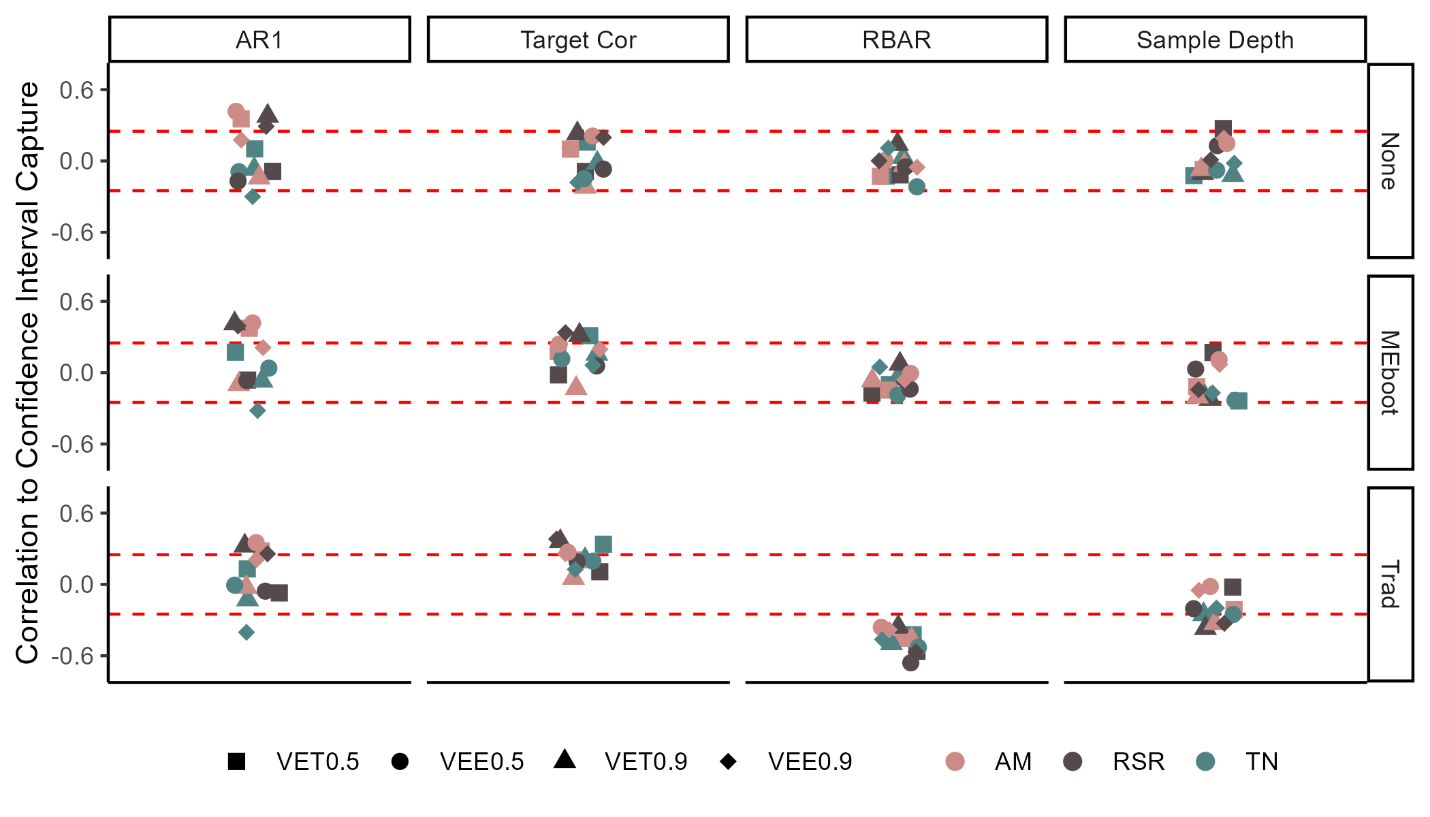 AR1 Target Cor RBAR Sample Depth
Correlation to Confidence Interval Capture
0.6
0.0
-0.6
None
0.6
0.0
-0.6
MEboot
0.6
0.0
-0.6
Trad
VET0.5 VEE0.5 VET0.9 VEE0.9 AM RSR TN